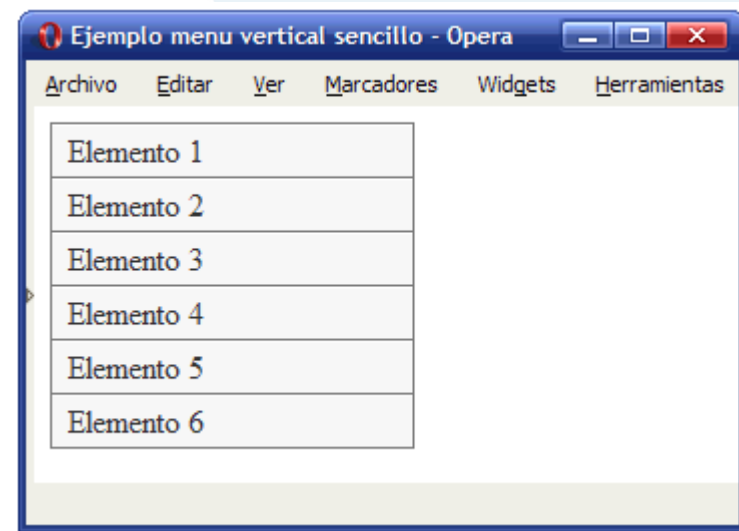 Ejemplo menu vertical sencillo - Opera
Archivo Editar Ver Marcadores Widgets Herramientas
Elemento 1
Elemento 2
Elemento 3
Elemento 4
Elemento 5
Elemento 6